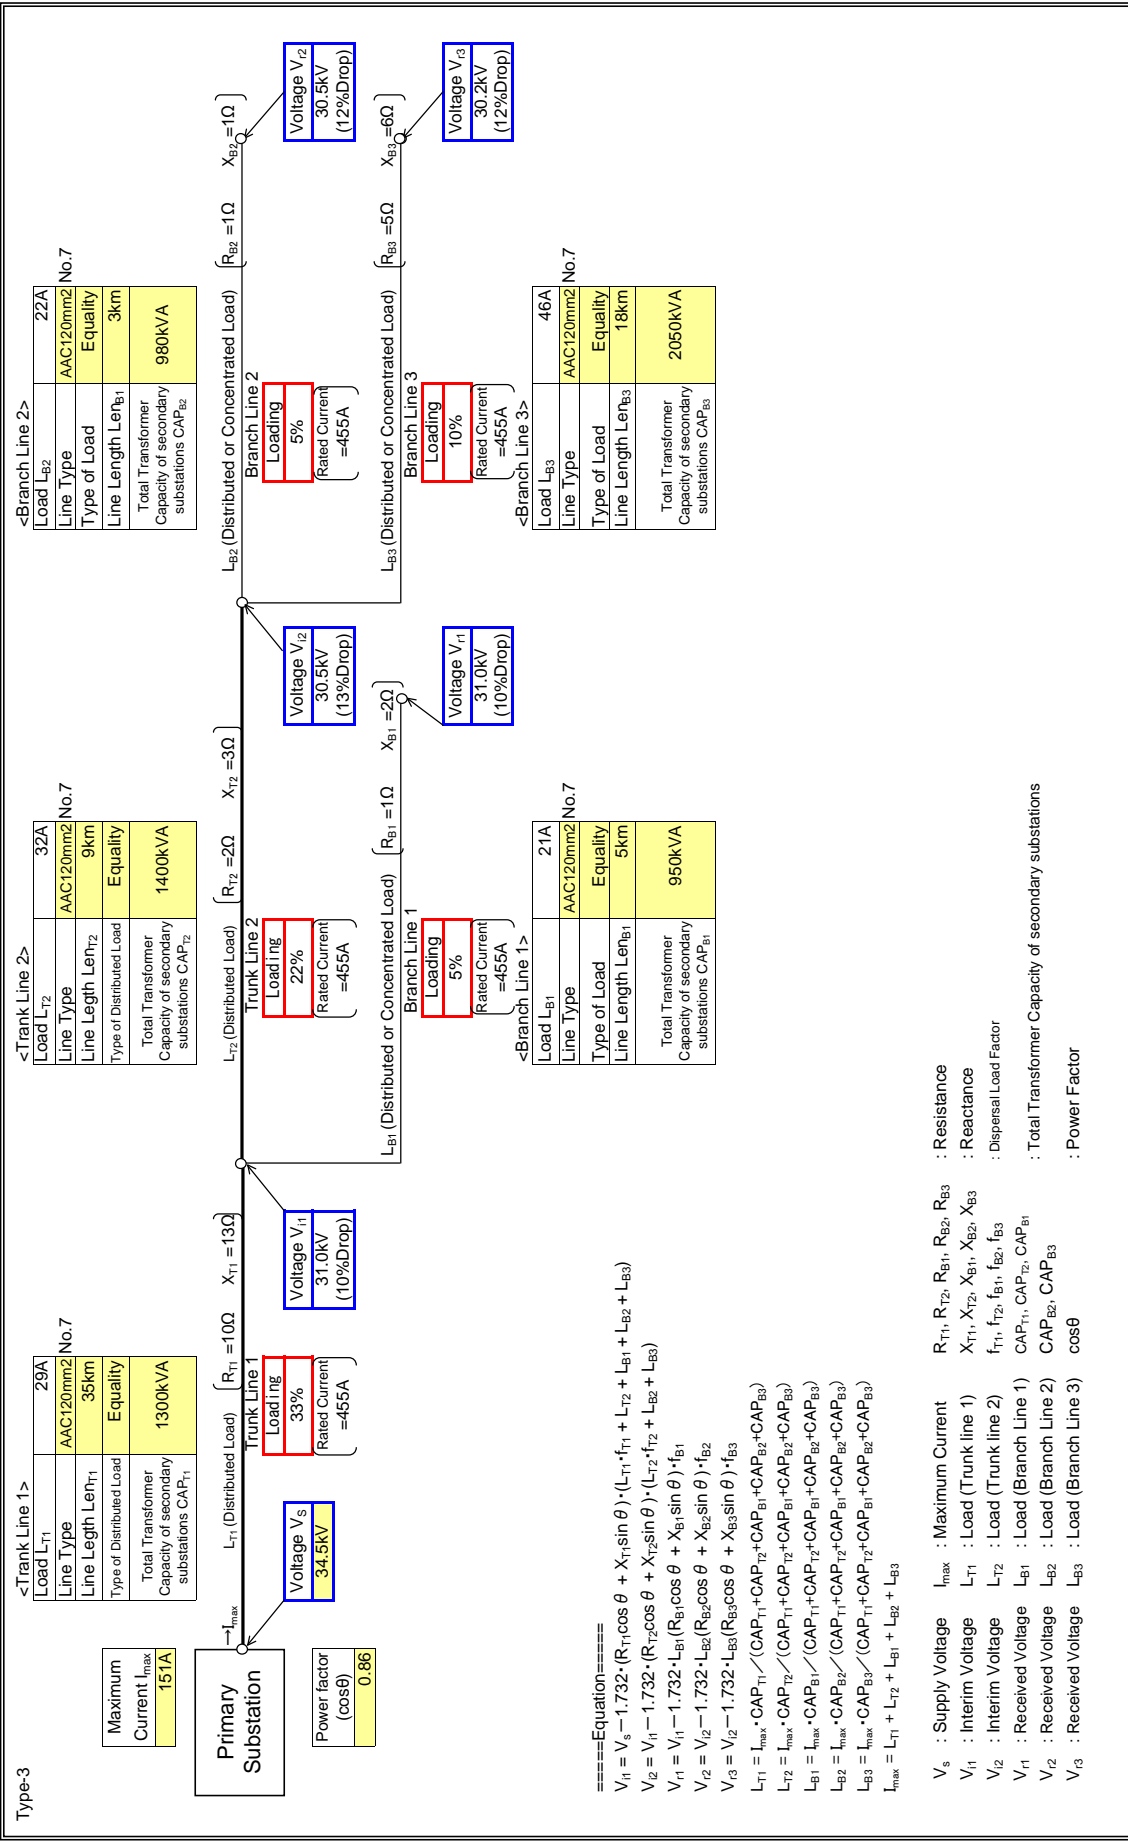 Type-3
Maximum
Current Imax
151A
Primary
Substation
Power factor
(cosθ)
0.86
→Imax
Voltage VS
34.5kV
<Trank Line 1>
Load LT1 29A
Line Type AAC120mm2 No.7
Line Legth LenT1 35km
Type of Distributed Load Equality
Total Transformer
Capacity of secondary
substations CAPT1
1300kVA
LT1 (Distributed Load) (RT1 =10Ω XT1 =13Ω)
Trunk Line 1
Loading
33%
(Rated Current
=455A)
Voltage Vi1
31.0kV
(10%Drop)
<Trank Line 2>
Load LT2 32A
Line Type AAC120mm2 No.7
Line Legth LenT2 9km
Type of Distributed Load Equality
Total Transformer
Capacity of secondary
substations CAPT2
1400kVA
LT2 (Distributed Load) (RT2 =2Ω XT2 =3Ω)
Trunk Line 2
Loading
22%
(Rated Current
=455A)
Voltage Vi2
30.5kV
(13%Drop)
LB1 (Distributed or Concentrated Load) (RB1 =1Ω XB1 =2Ω)
Branch Line 1
Loading
5%
(Rated Current
=455A)
Voltage Vr1
31.0kV
(10%Drop)
<Branch Line 1>
Load LB1 21A
Line Type AAC120mm2 No.7
Type of Load Equality
Line Length LenB1 5km
Total Transformer
Capacity of secondary
substations CAPB1
950kVA
<Branch Line 2>
Load LB2 22A
Line Type AAC120mm2 No.7
Type of Load Equality
Line Length LenB1 3km
Total Transformer
Capacity of secondary
substations CAPB2
980kVA
LB2 (Distributed or Concentrated Load) (RB2 =1Ω XB2 =1Ω)
Branch Line 2
Loading
5%
(Rated Current
=455A)
Voltage Vr2
30.5kV
(12%Drop)
LB3 (Distributed or Concentrated Load) (RB3 =5Ω XB3 =6Ω)
Branch Line 3
Loading
10%
(Rated Current
=455A)
Voltage Vr3
30.2kV
(12%Drop)
<Branch Line 3>
Load LB3 46A
Line Type AAC120mm2 No.7
Type of Load Equality
Line Length LenB3 18km
Total Transformer
Capacity of secondary
substations CAPB3
2050kVA
=====Equation=====
Vi1 = Vs−1.732・(RT1cosθ + XT1sinθ)・(LT1・fT1 + LT2 + LB1 + LB2 + LB3)
Vi2 = Vi1−1.732・(RT2cosθ + XT2sinθ)・(LT2・fT2 + LB2 + LB3)
Vr1 = Vi1−1.732・LB1(RB1cosθ + XB1sinθ)・fB1
Vr2 = Vi2−1.732・LB2(RB2cosθ + XB2sinθ)・fB2
Vr3 = Vi2−1.732・LB3(RB3cosθ + XB3sinθ)・fB3
LT1 = Imax・CAPT1／(CAPT1+CAPT2+CAPB1+CAPB2+CAPB3)
LT2 = Imax・CAPT2／(CAPT1+CAPT2+CAPB1+CAPB2+CAPB3)
LB1 = Imax・CAPB1／(CAPT1+CAPT2+CAPB1+CAPB2+CAPB3)
LB2 = Imax・CAPB2／(CAPT1+CAPT2+CAPB1+CAPB2+CAPB3)
LB3 = Imax・CAPB3／(CAPT1+CAPT2+CAPB1+CAPB2+CAPB3)
Imax = LT1 + LT2 + LB1 + LB2 + LB3
Vs : Supply Voltage Imax : Maximum Current RT1, RT2, RB1, RB2, RB3 : Resistance
Vi1 : Interim Voltage LT1 : Load (Trunk line 1) XT1, XT2, XB1, XB2, XB3 : Reactance
Vi2 : Interim Voltage LT2 : Load (Trunk line 2) fT1, fT2, fB1, fB2, fB3 : Dispersal Load Factor
Vr1 : Received Voltage LB1 : Load (Branch Line 1) CAPT1, CAPT2, CAPB1
: Total Transformer Capacity of secondary substations
Vr2 : Received Voltage LB2 : Load (Branch Line 2) CAPB2, CAPB3
Vr3 : Received Voltage LB3 : Load (Branch Line 3) cosθ : Power Factor